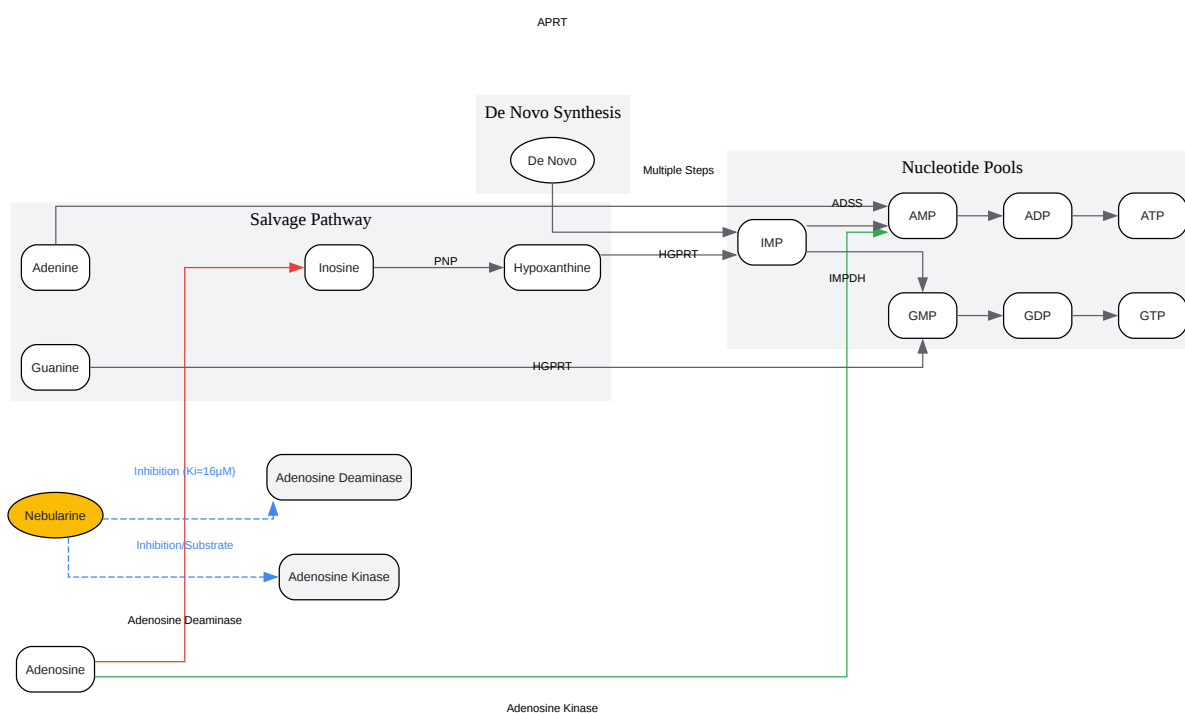 APRT
De Novo Synthesis
De Novo
Multiple Steps
Nucleotide Pools
Salvage Pathway
ADSS
AMP
ADP
ATP
IMP
Adenine
Inosine
PNP
Hypoxanthine
HGPRT
IMPDH
GMP
GDP
GTP
Guanine
HGPRT
Inhibition (Ki=16μM)
Adenosine Deaminase
Nebularine
Inhibition/Substrate
Adenosine Kinase
Adenosine Deaminase
Adenosine
Adenosine Kinase